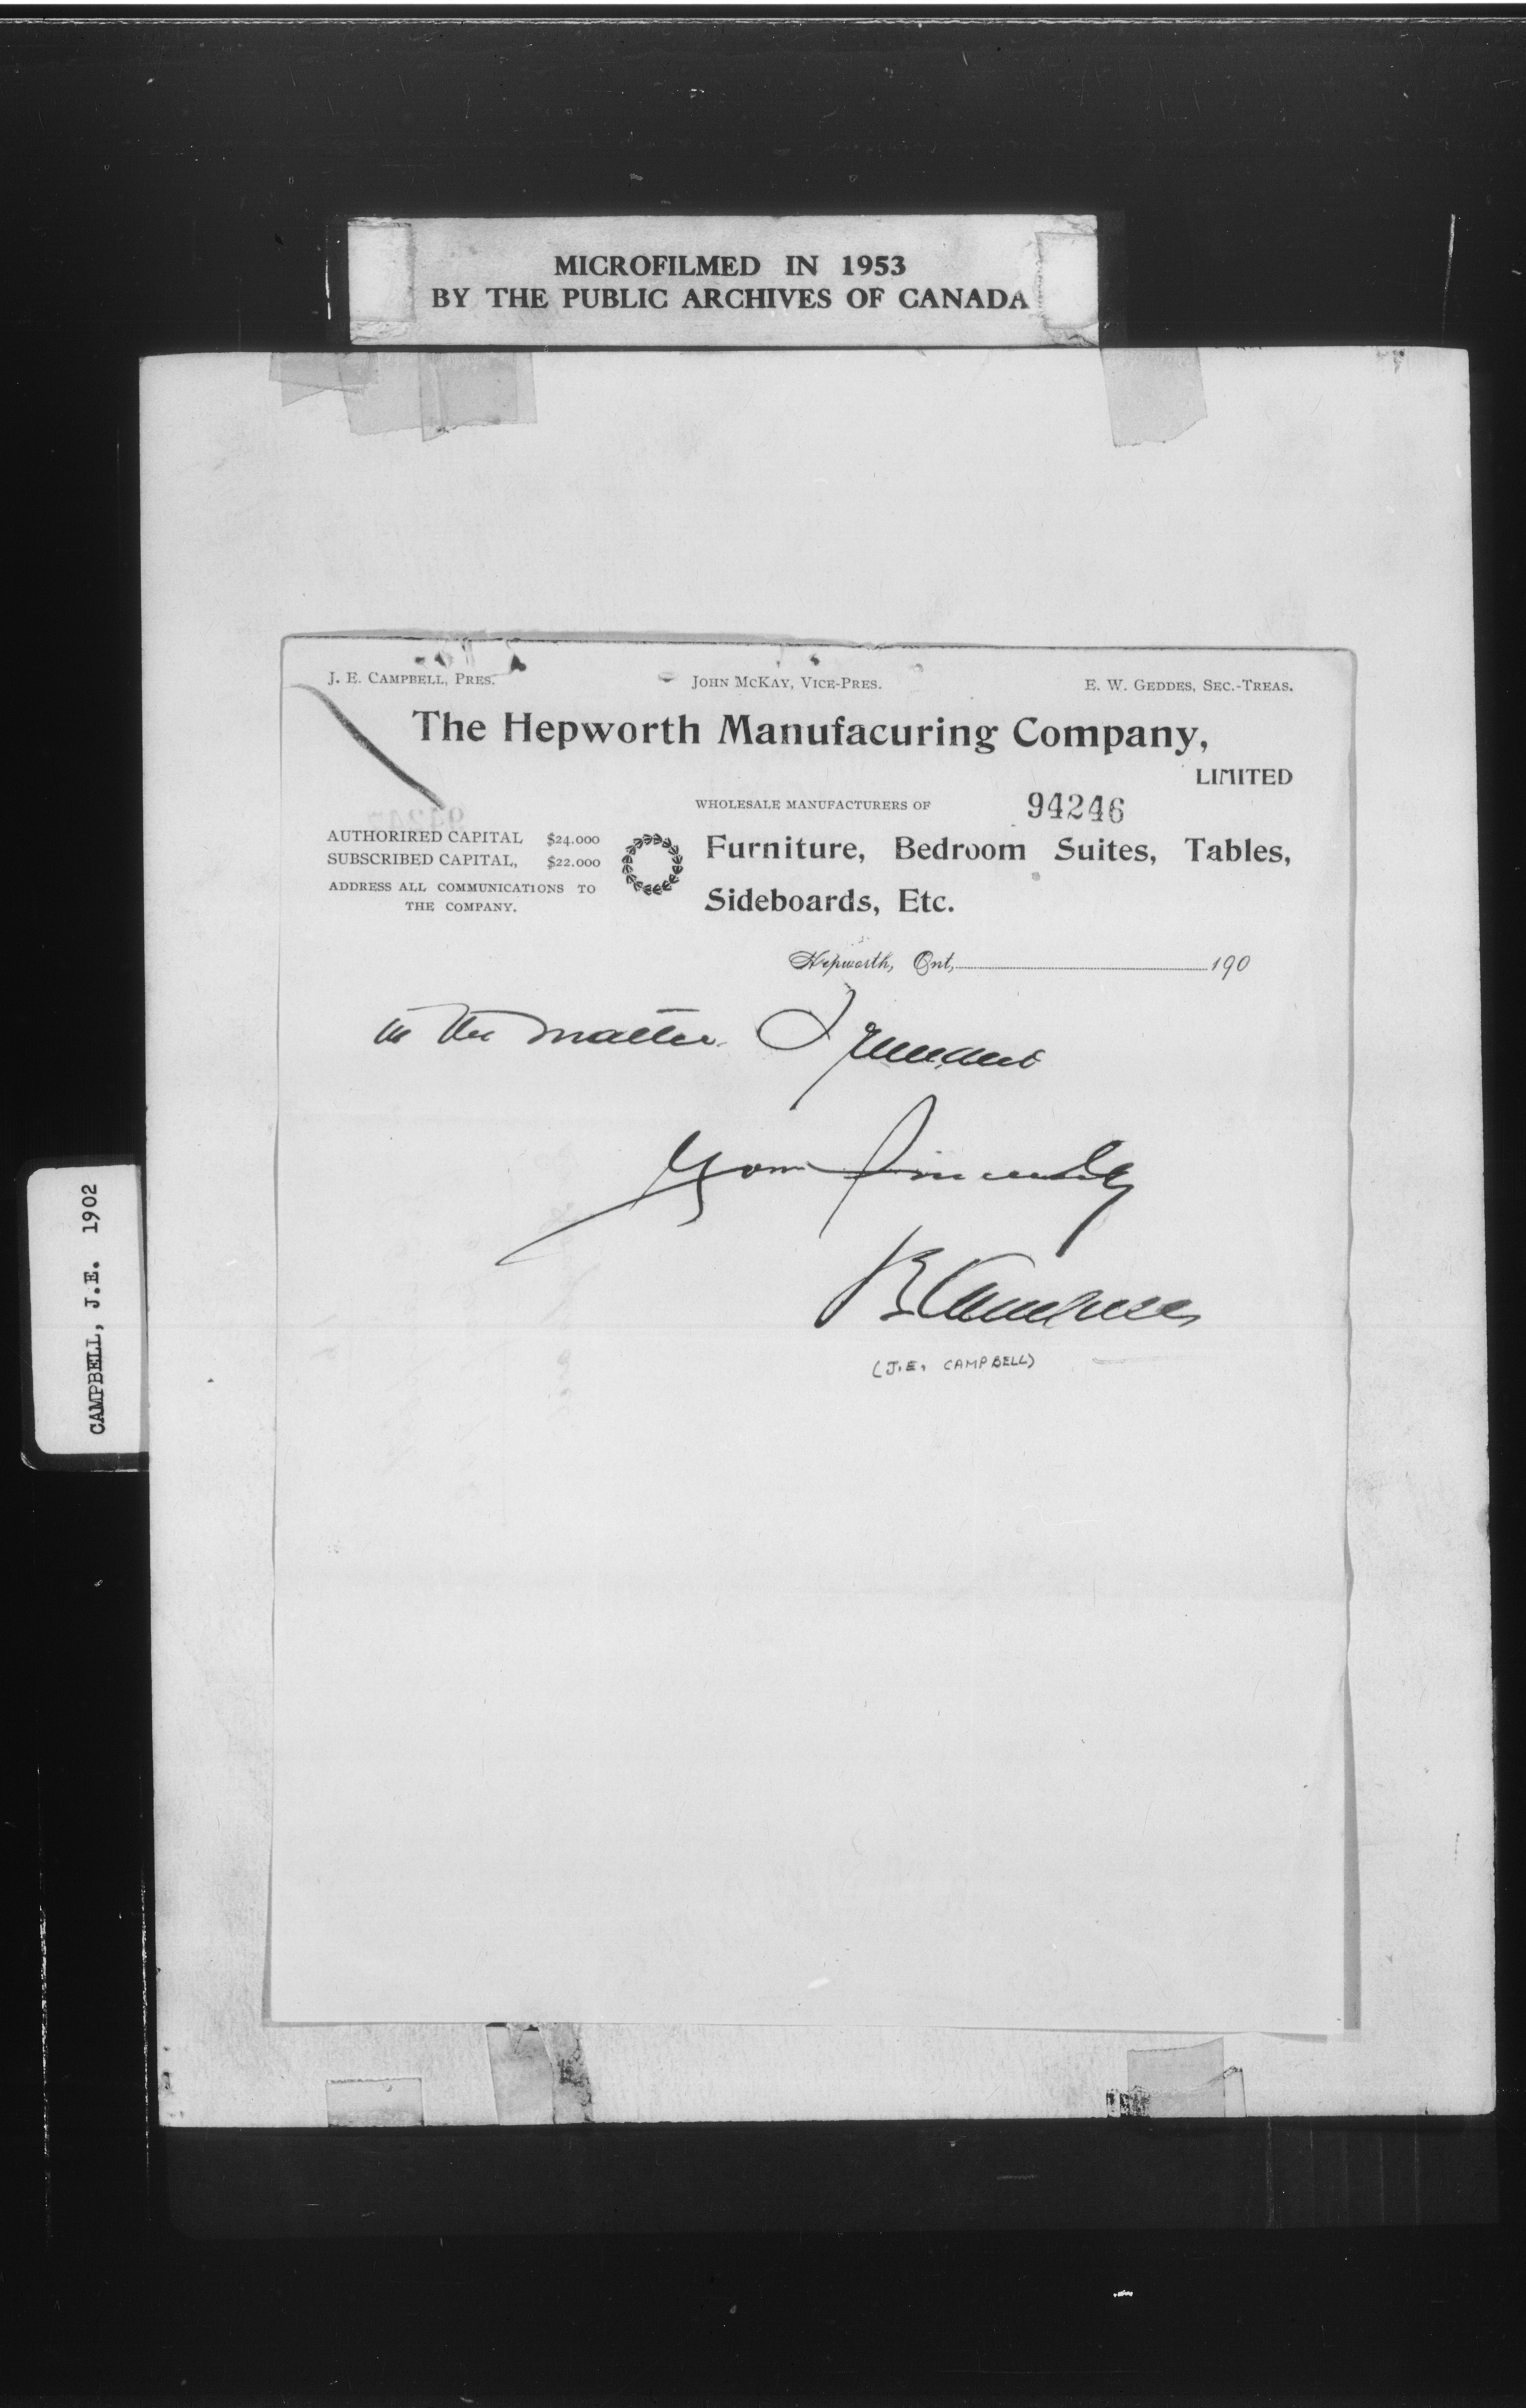 MICROFILMED IN 1953
BY THE PUBLIC ARCHIVES OF CANADA
J. E. CAMPBELL, PRES.
JOHN MCKAY, VICE-PRES.
E. W. GEDDES, SEC.-TREAS.
The Hepworth Manufacuring Company,
LIMITED
WHOLESALE MANUFACTURERS OF
94246
AUTHORIRED CAPITAL $24.000
SUBSCRIBED CAPITAL, $22.000
ADDRESS ALL COMMUNICATIONS TO
THE COMPANY.
Furniture, Bedroom Suites, Tables,
Sideboards, Etc.
Hepworth, Ont, 190
in the matter of
Yours sincerely
(J.E. CAMPBELL)
CAMPBELL, J.E. 1902